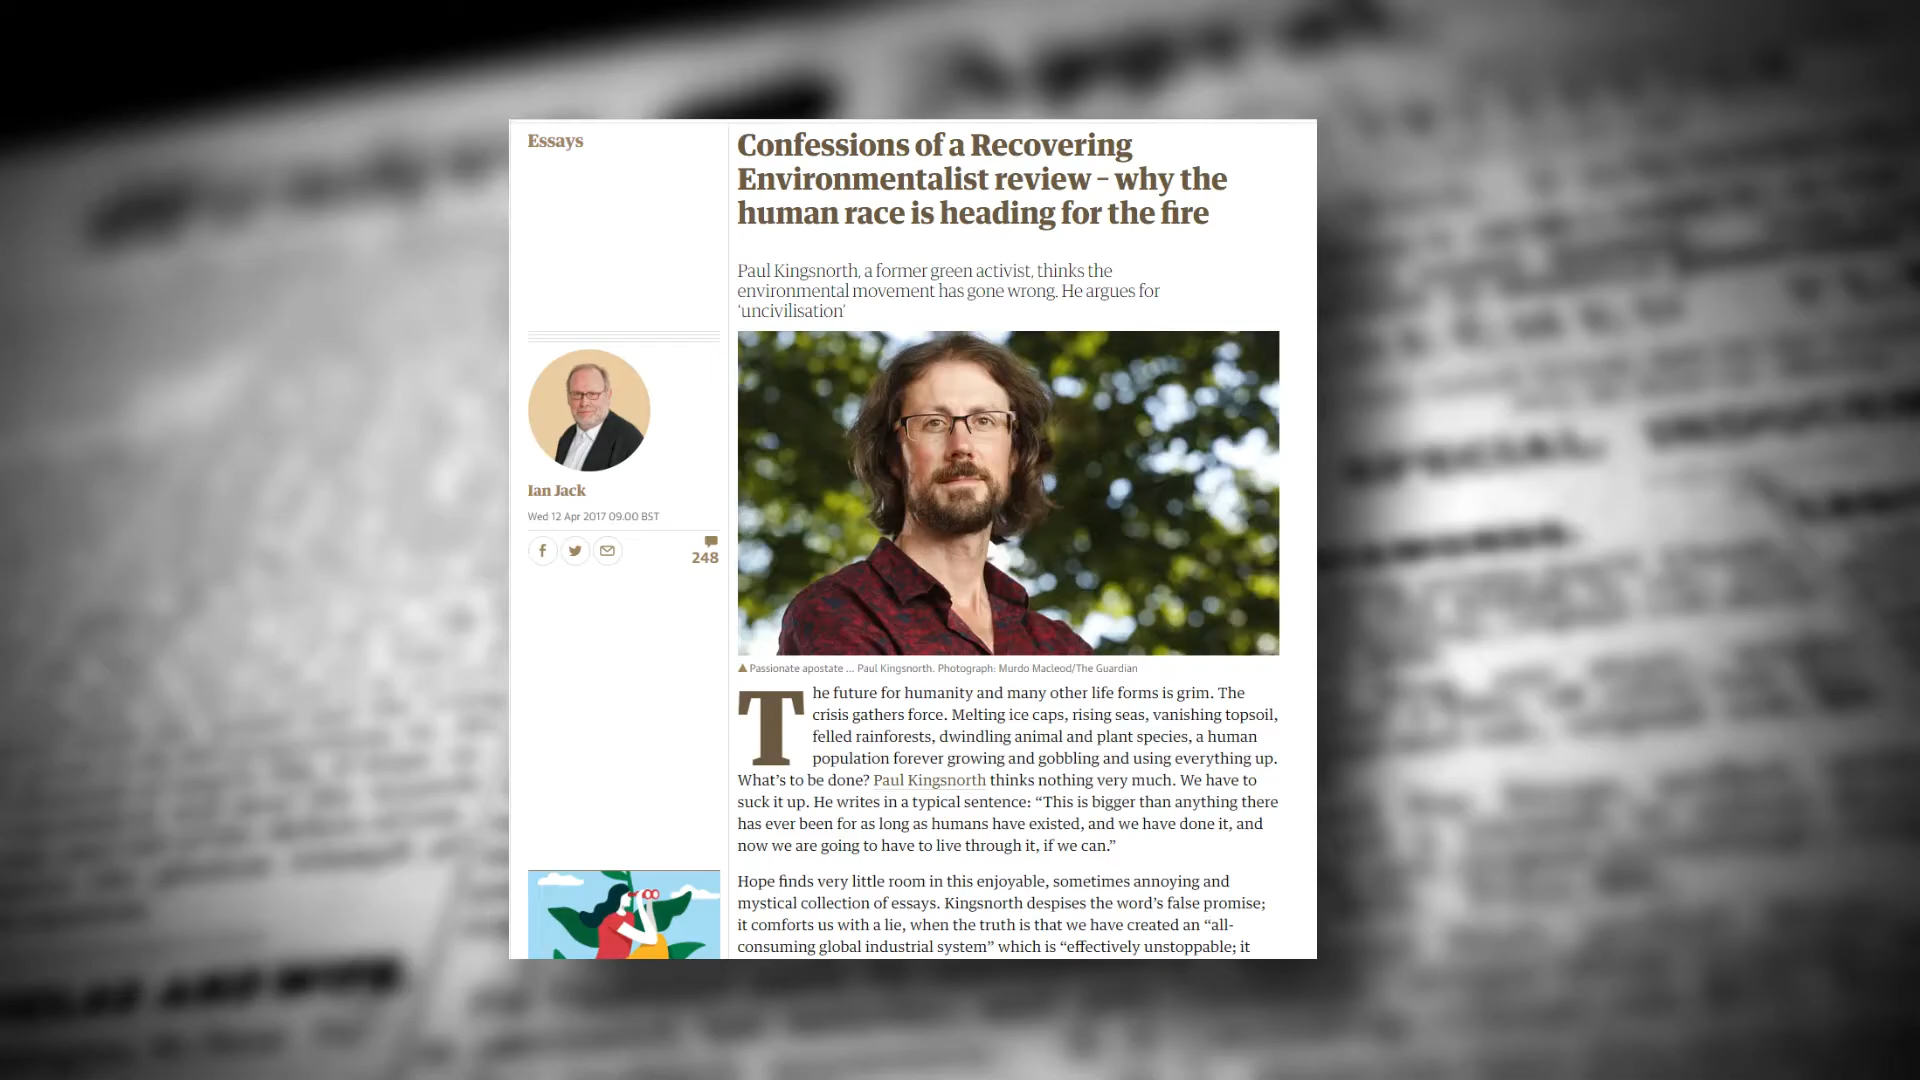 Essays
Confessions of a Recovering
Environmentalist review – why the
human race is heading for the fire
Paul Kingsnorth, a former green activist, thinks the
environmental movement has gone wrong. He argues for
‘uncivilisation’
Ian Jack
Wed 12 Apr 2017 09.00 BST
248
Passionate apostate ... Paul Kingsnorth. Photograph: Murdo Macleod/The Guardian
The future for humanity and many other life forms is grim. The
crisis gathers force. Melting ice caps, rising seas, vanishing topsoil,
felled rainforests, dwindling animal and plant species, a human
population forever growing and gobbling and using everything up.
What’s to be done? Paul Kingsnorth thinks nothing very much. We have to
suck it up. He writes in a typical sentence: “This is bigger than anything there
has ever been for as long as humans have existed, and we have done it, and
now we are going to have to live through it, if we can.”
Hope finds very little room in this enjoyable, sometimes annoying and
mystical collection of essays. Kingsnorth despises the word’s false promise;
it comforts us with a lie, when the truth is that we have created an “all-
consuming global industrial system” which is “effectively unstoppable; it